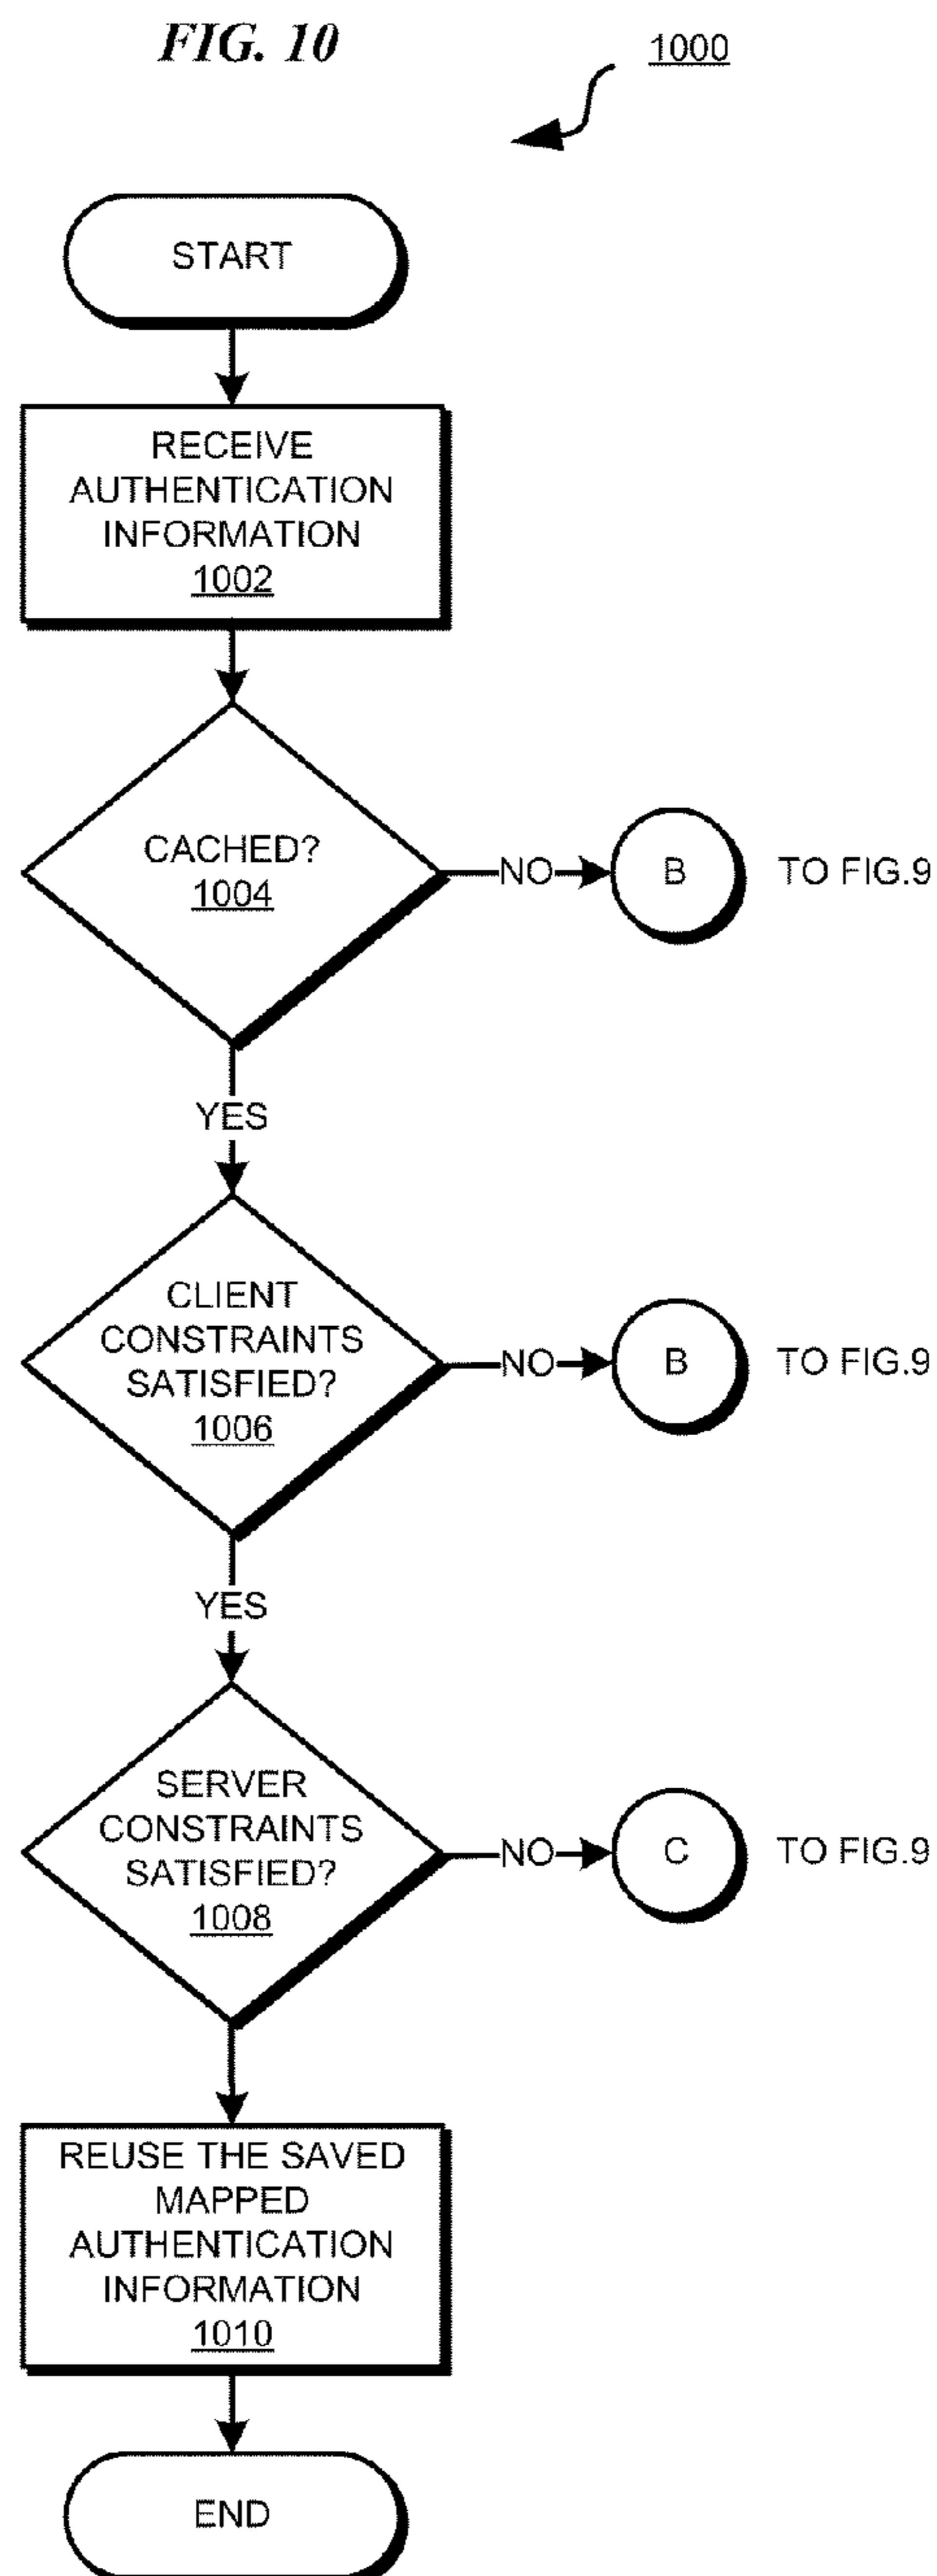 FIG. 10
1000
START
RECEIVE
AUTHENTICATION
INFORMATION
1002
CACHED?
1004
NO
B
TO FIG.9
YES
CLIENT
CONSTRAINTS
SATISFIED?
1006
NO
B
TO FIG.9
YES
SERVER
CONSTRAINTS
SATISFIED?
1008
NO
C
TO FIG.9
REUSE THE SAVED
MAPPED
AUTHENTICATION
INFORMATION
1010
END